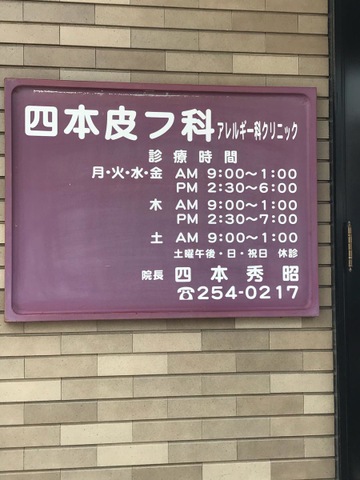 四本皮フ科アレルギー科クリニック
診療時間
月・火・水・金 AM 9:00〜1:00
PM 2:30〜6:00
木 AM 9:00〜1:00
PM 2:30〜7:00
土 AM 9:00〜1:00
土曜午後・日・祝日 休診
院長 四本秀昭
☎254-0217